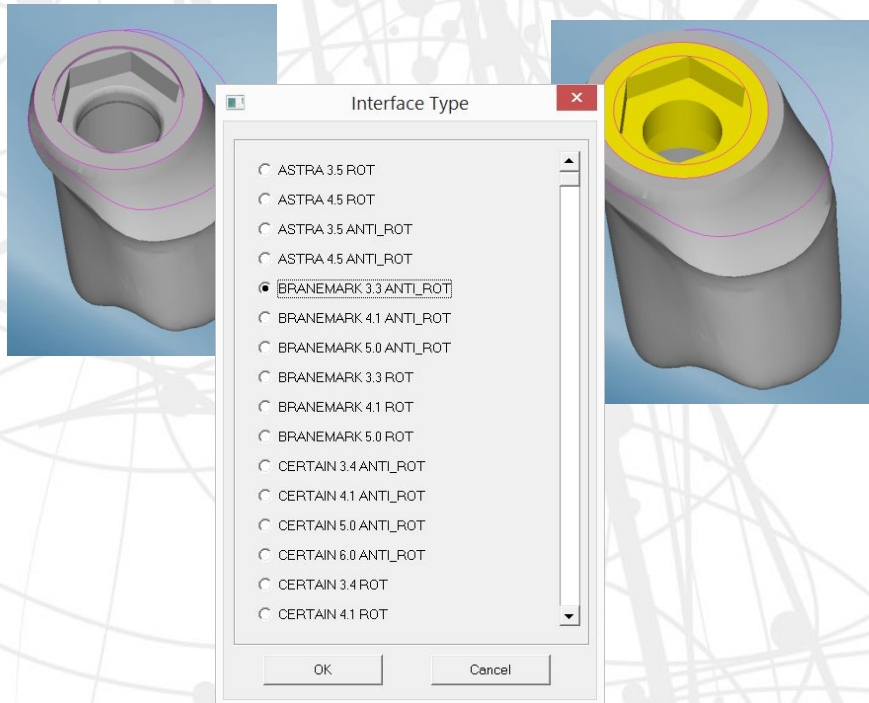 Interface Type
x
ASTRA 3.5 ROT
ASTRA 4.5 ROT
ASTRA 3.5 ANTI_ROT
ASTRA 4.5 ANTI_ROT
BRANEMARK 3.3 ANTI_ROT
BRANEMARK 4.1 ANTI_ROT
BRANEMARK 5.0 ANTI_ROT
BRANEMARK 3.3 ROT
BRANEMARK 4.1 ROT
BRANEMARK 5.0 ROT
CERTAIN 3.4 ANTI_ROT
CERTAIN 4.1 ANTI_ROT
CERTAIN 5.0 ANTI_ROT
CERTAIN 6.0 ANTI_ROT
CERTAIN 3.4 ROT
CERTAIN 4.1 ROT
OK
Cancel